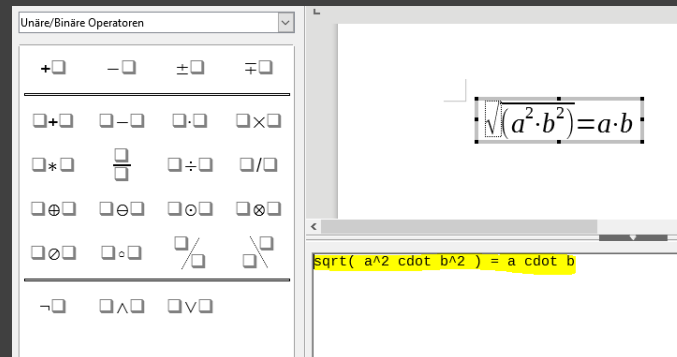 Unäre/Binäre Operatoren
+□ −□ ±□ ∓□
□+□ □−□ □·□ □×□
□∗□ □/□ □÷□ □/□
□⊕□ □⊖□ □⊙□ □⊗□
□⊘□ □∘□ □∕□ □∖□
¬□ □∧□ □∨□
√(a²·b²)=a·b
sqrt( a^2 cdot b^2 ) = a cdot b